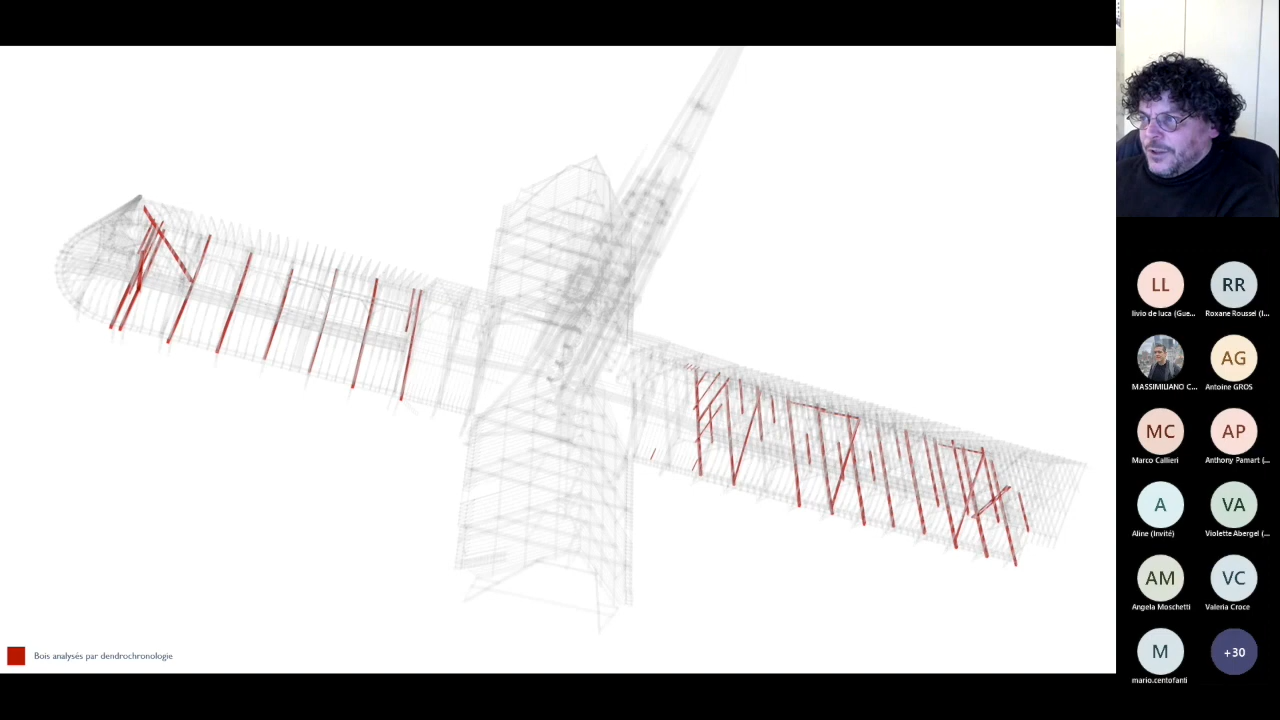 LL
RR
livio de luca (Gue...
Roxane Roussel (I...
AG
MASSIMILIANO C...
Antoine GROS
MC
AP
Marco Callieri
Anthony Pamart (...
A
VA
Aline (Invité)
Violette Abergel (...
AM
VC
Angela Moschetti
Valeria Croce
M
+30
mario.centofanti
Bois analysés par dendrochronologie